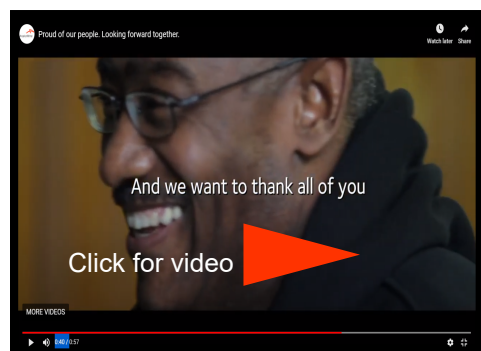 Proud of our people. Looking forward together.
Watch later Share
And we want to thank all of you
Click for video
MORE VIDEOS
0:40 / 0:57